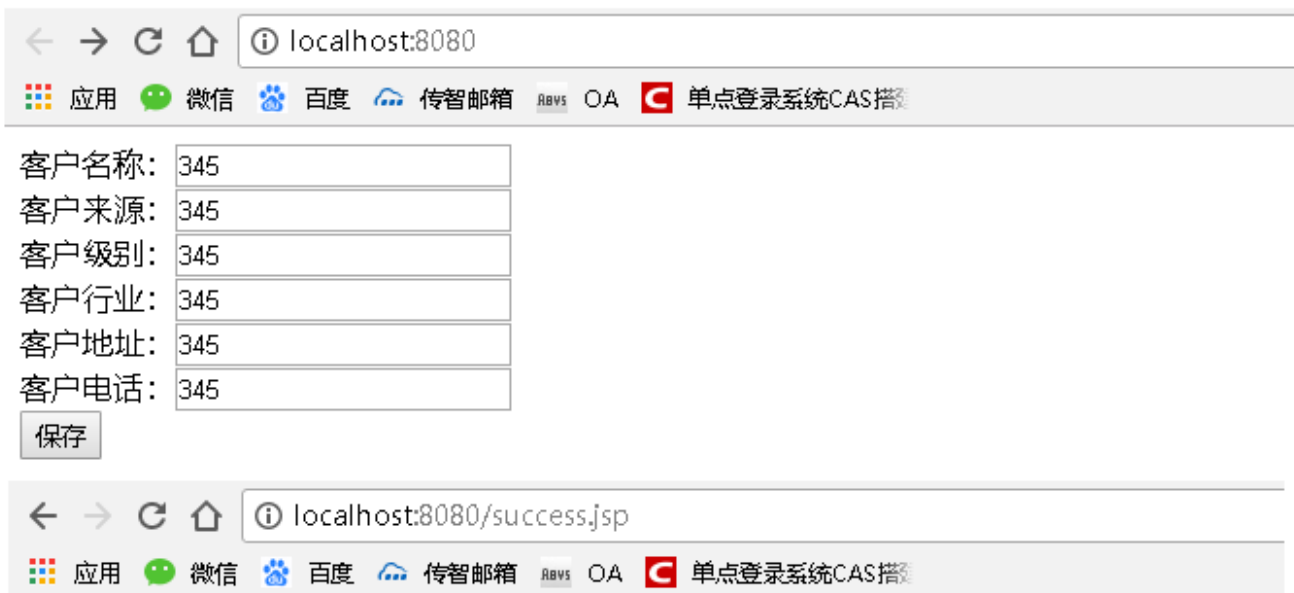 localhost:8080
应用 微信 百度 传智邮箱 OA 单点登录系统CAS搭
客户名称：345
客户来源：345
客户级别：345
客户行业：345
客户地址：345
客户电话：345
保存
localhost:8080/success.jsp
应用 微信 百度 传智邮箱 OA 单点登录系统CAS搭